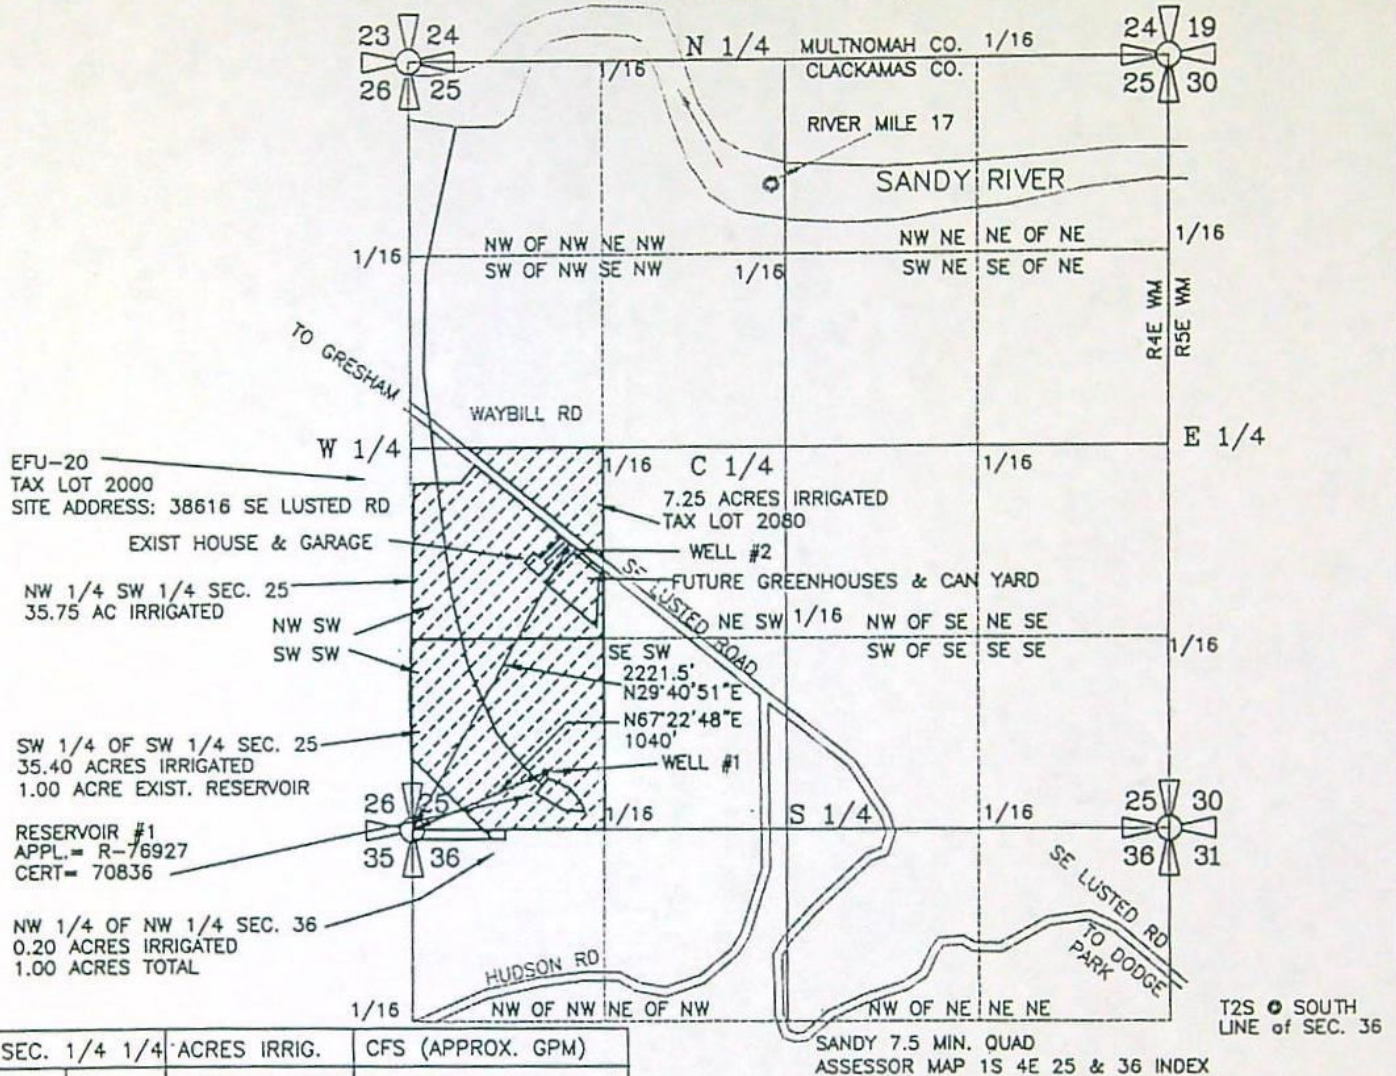 23 24
26 25
N 1/4
MULTNOMAH CO.
CLACKAMAS CO.
1/16
1/16
24 19
25 30
RIVER MILE 17
SANDY RIVER
NW OF NW NE NW
SW OF NW SE NW
1/16
1/16
NW NE NE OF NE
SW NE SE OF NE
1/16
R4E WM
R5E WM
TO GRESHAM
WAYBILL RD
W 1/4
1/16
C 1/4
1/16
E 1/4
EFU-20
TAX LOT 2000
SITE ADDRESS: 38616 SE LUSTED RD
7.25 ACRES IRRIGATED
TAX LOT 2080
EXIST HOUSE & GARAGE
WELL #2
FUTURE GREENHOUSES & CAN YARD
SE LUSTED ROAD
NW 1/4 SW 1/4 SEC. 25
35.75 AC IRRIGATED
NW SW
SW SW
NE SW
SE SW
1/16
NW OF SE NE SE
SW OF SE SE SE
1/16
2221.5'
N29°40'51"E
N67°22'48"E
1040'
WELL #1
SW 1/4 OF SW 1/4 SEC. 25
35.40 ACRES IRRIGATED
1.00 ACRE EXIST. RESERVOIR
26 25
35 36
1/16
S 1/4
1/16
25 30
36 31
RESERVOIR #1
APPL.= R-76927
CERT= 70836
NW 1/4 OF NW 1/4 SEC. 36
0.20 ACRES IRRIGATED
1.00 ACRES TOTAL
SE LUSTED RD
TO DODGE
PARK
HUDSON RD
1/16
NW OF NW NE OF NW
NW OF NE NE NE
T2S @ SOUTH
LINE of SEC. 36
SEC. 1/4 1/4 ACRES IRRIG. CFS (APPROX. GPM)
SANDY 7.5 MIN. QUAD
ASSESSOR MAP 1S 4E 25 & 36 INDEX